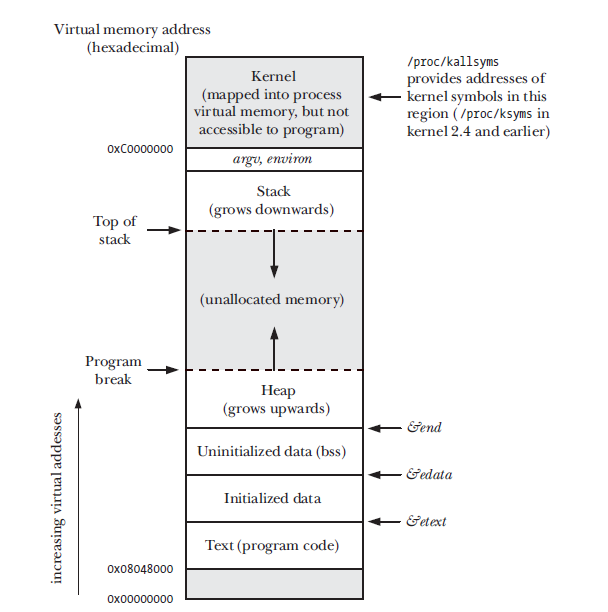 Virtual memory address
(hexadecimal)
/proc/kallsyms
provides addresses of
kernel symbols in this
region ( /proc/ksyms in
kernel 2.4 and earlier)
Kernel
(mapped into process
virtual memory, but not
accessible to program)
0xC0000000
argv, environ
Stack
(grows downwards)
Top of
stack
(unallocated memory)
Program
break
Heap
(grows upwards)
&end
Uninitialized data (bss)
&edata
Initialized data
&etext
Text (program code)
0x08048000
0x00000000
increasing virtual addesses